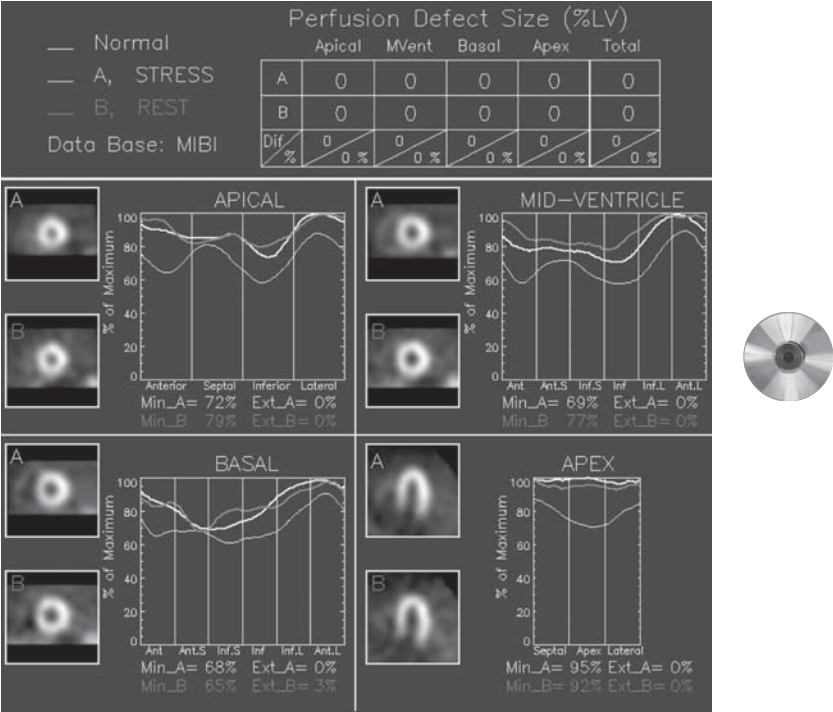 Perfusion Defect Size (%LV)
Normal
A, STRESS
B, REST
Data Base: MIBI
Apical MVent Basal Apex Total
A 0 0 0 0 0
B 0 0 0 0 0
Dif 0 0 0 0 0
% 0 % 0 % 0 % 0 % 0 %
APICAL
A
B
% of Maximum
100
80
60
40
20
0
Anterior Septal Inferior Lateral
Min_A= 72% Ext_A= 0%
Min_B 79% Ext_B= 0%
MID-VENTRICLE
A
B
% of Maximum
100
80
60
40
20
0
Ant Ant.S Inf.S Inf Inf.L Ant.L
Min_A= 69% Ext_A= 0%
Min_B 77% Ext_B= 0%
BASAL
A
B
% of Maximum
100
80
60
40
20
0
Ant Ant.S Inf.S Inf Inf.L Ant.L
Min_A= 68% Ext_A= 0%
Min_B 65% Ext_B= 3%
APEX
A
B
% of Maximum
100
80
60
40
20
0
Septal Apex Lateral
Min_A= 95% Ext_A= 0%
Min_B= 92% Ext_B= 0%